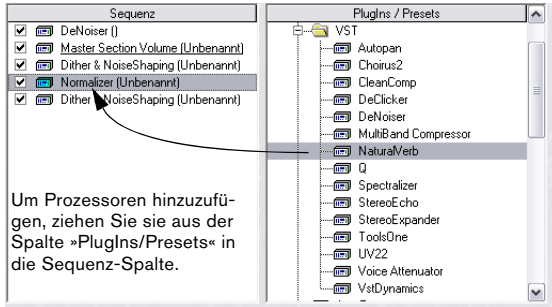 Sequenz
DeNoiser ()
Master Section Volume (Unbenannt)
Dither & NoiseShaping (Unbenannt)
Normalizer (Unbenannt)
Dither & NoiseShaping (Unbenannt)
Um Prozessoren hinzuzufü-
gen, ziehen Sie sie aus der
Spalte »PlugIns/Presets« in
die Sequenz-Spalte.
PlugIns / Presets
VST
Autopan
Choirus2
CleanComp
DeClicker
DeNoiser
MultiBand Compressor
NaturalVerb
Q
Spectralizer
StereoEcho
StereoExpander
ToolsOne
UV22
Voice Attenuator
VstDynamics